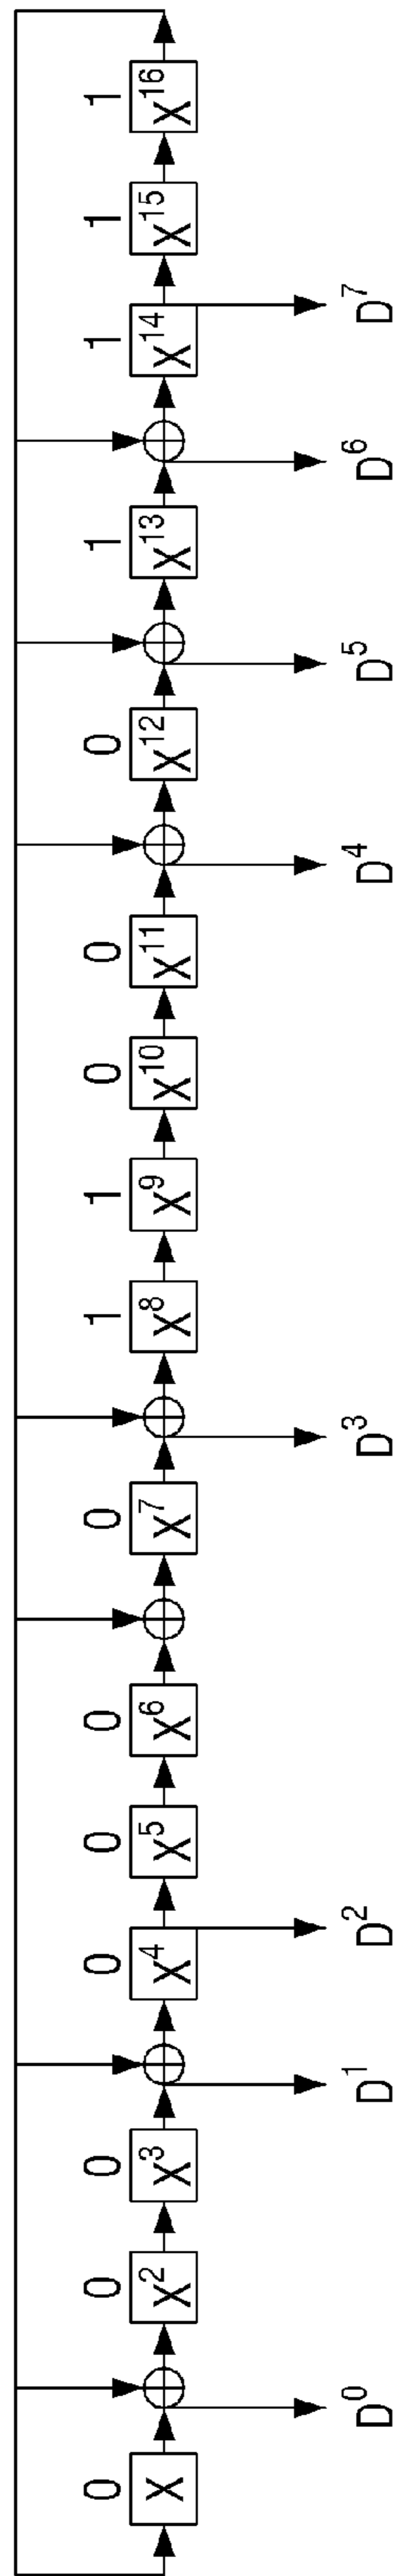 0 0 0 0 0 0 0 1 1 0 0 0 1 1 1 1
X X² X³ X⁴ X⁵ X⁶ X⁷ X⁸ X⁹ X¹⁰ X¹¹ X¹² X¹³ X¹⁴ X¹⁵ X¹⁶
D⁰ D¹ D² D³ D⁴ D⁵ D⁶ D⁷